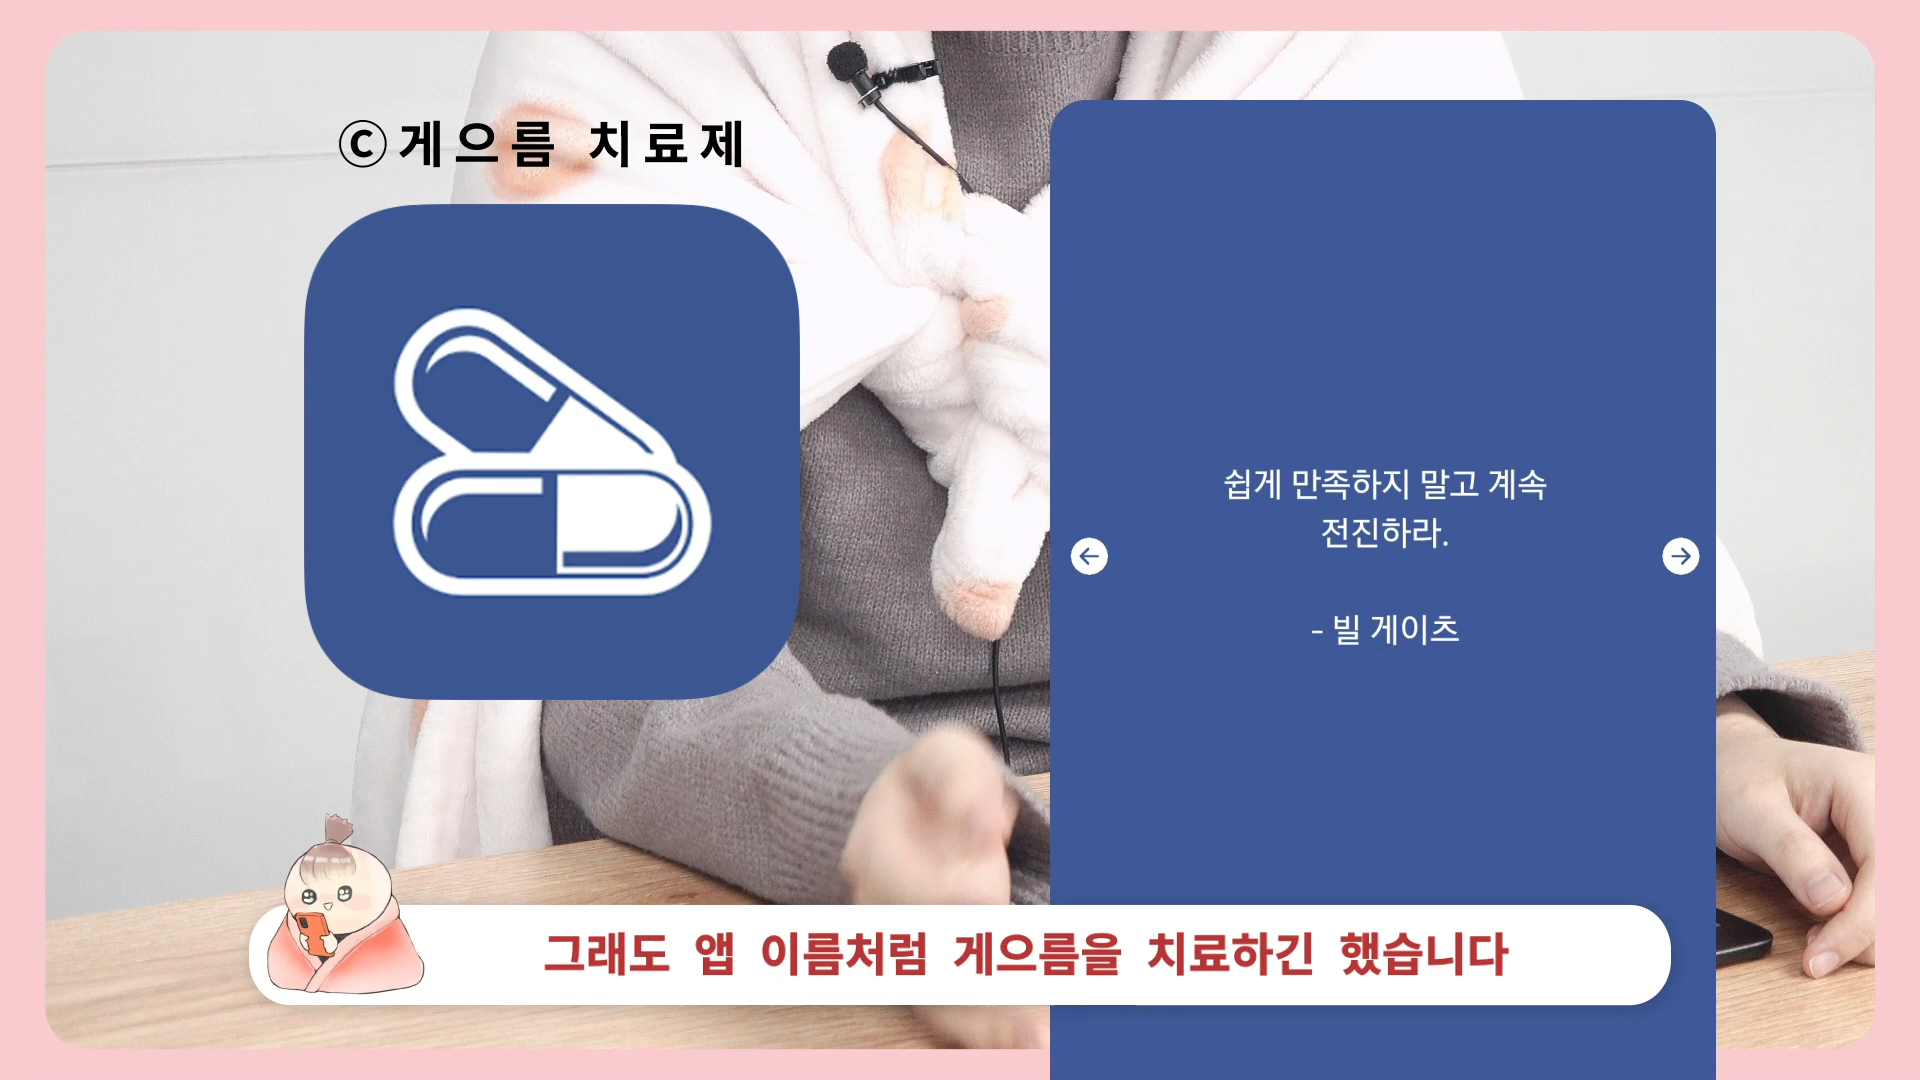 ⓒ게으름 치료제
쉽게 만족하지 말고 계속
전진하라.
- 빌 게이츠
그래도 앱 이름처럼 게으름을 치료하긴 했습니다